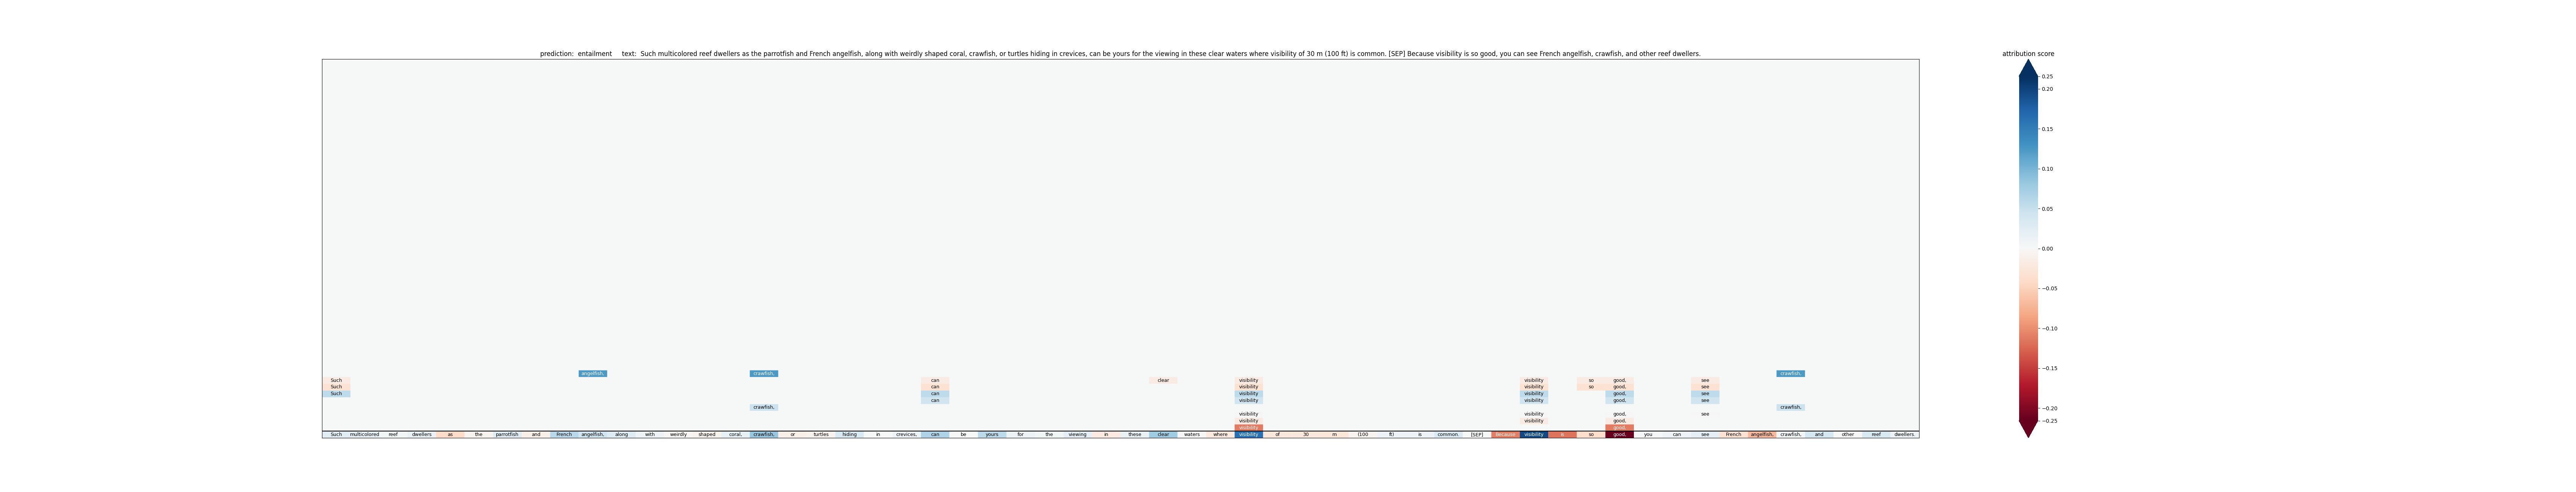 prediction:  entailment     text:  Such multicolored reef dwellers as the parrotfish and French angelfish, along with weirdly shaped coral, crawfish, or turtles hiding in crevices, can be yours for the viewing in these clear waters where visibility of 30 m (100 ft) is common. [SEP] Because visibility is so good, you can see French angelfish, crawfish, and other reef dwellers.
attribution score
0.25
0.20
0.15
0.10
0.05
0.00
−0.05
−0.10
−0.15
−0.20
−0.25
angelfish, crawfish, crawfish,
Such can clear visibility visibility so good, see
Such can visibility visibility so good, see
Such can visibility visibility good, see
can visibility visibility good, see
crawfish, crawfish,
visibility visibility good, see
visibility visibility good,
visibility good,
Such multicolored reef dwellers as the parrotfish and French angelfish, along with weirdly shaped coral, crawfish, or turtles hiding in crevices, can be yours for the viewing in these clear waters where visibility of 30 m (100 ft) is common. [SEP] Because visibility is so good, you can see French angelfish, crawfish, and other reef dwellers.